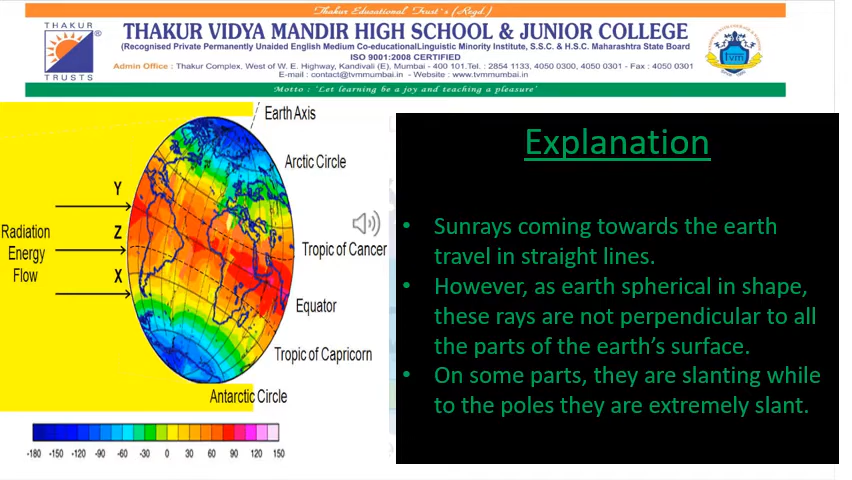 Thakur Educational Trust's (Regd.)
THAKUR
TRUSTS
THAKUR VIDYA MANDIR HIGH SCHOOL & JUNIOR COLLEGE
(Recognised Private Permanently Unaided English Medium Co-educationalLinguistic Minority Institute, S.S.C. & H.S.C. Maharashtra State Board
ISO 9001:2008 CERTIFIED
Admin Office : Thakur Complex, West of W. E. Highway, Kandivali (E), Mumbai - 400 101. Tel. : 2854 1133, 4050 0300, 4050 0301 - Fax : 4050 0301
E-mail : contact@tvmmumbai.in - Website : www.tvmmumbai.in
tvm
Motto : 'Let learning be a joy and teaching a pleasure'
Earth Axis
Arctic Circle
Y
Radiation
Energy
Flow
Z
X
Tropic of Cancer
Equator
Tropic of Capricorn
Antarctic Circle
-180 -150 -120 -90 -60 -30 0 30 60 90 120 150
Explanation
• Sunrays coming towards the earth
travel in straight lines.
• However, as earth spherical in shape,
these rays are not perpendicular to all
the parts of the earth's surface.
• On some parts, they are slanting while
to the poles they are extremely slant.